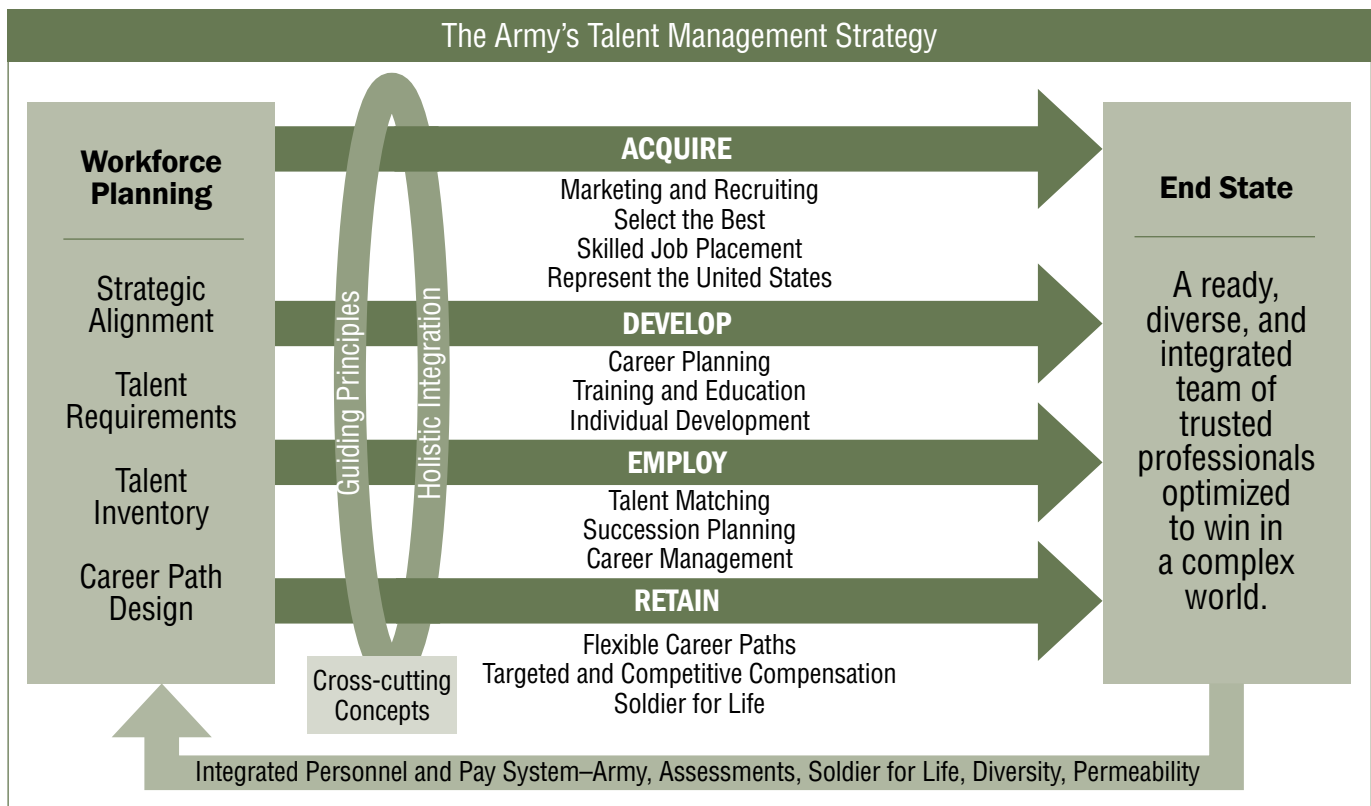 The Army's Talent Management Strategy
Workforce
Planning
Strategic
Alignment
Talent
Requirements
Talent
Inventory
Career Path
Design
Guiding Principles
Holistic Integration
Cross-cutting
Concepts
ACQUIRE
Marketing and Recruiting
Select the Best
Skilled Job Placement
Represent the United States
DEVELOP
Career Planning
Training and Education
Individual Development
EMPLOY
Talent Matching
Succession Planning
Career Management
RETAIN
Flexible Career Paths
Targeted and Competitive Compensation
Soldier for Life
End State
A ready,
diverse, and
integrated
team of
trusted
professionals
optimized
to win in
a complex
world.
Integrated Personnel and Pay System–Army, Assessments, Soldier for Life, Diversity, Permeability